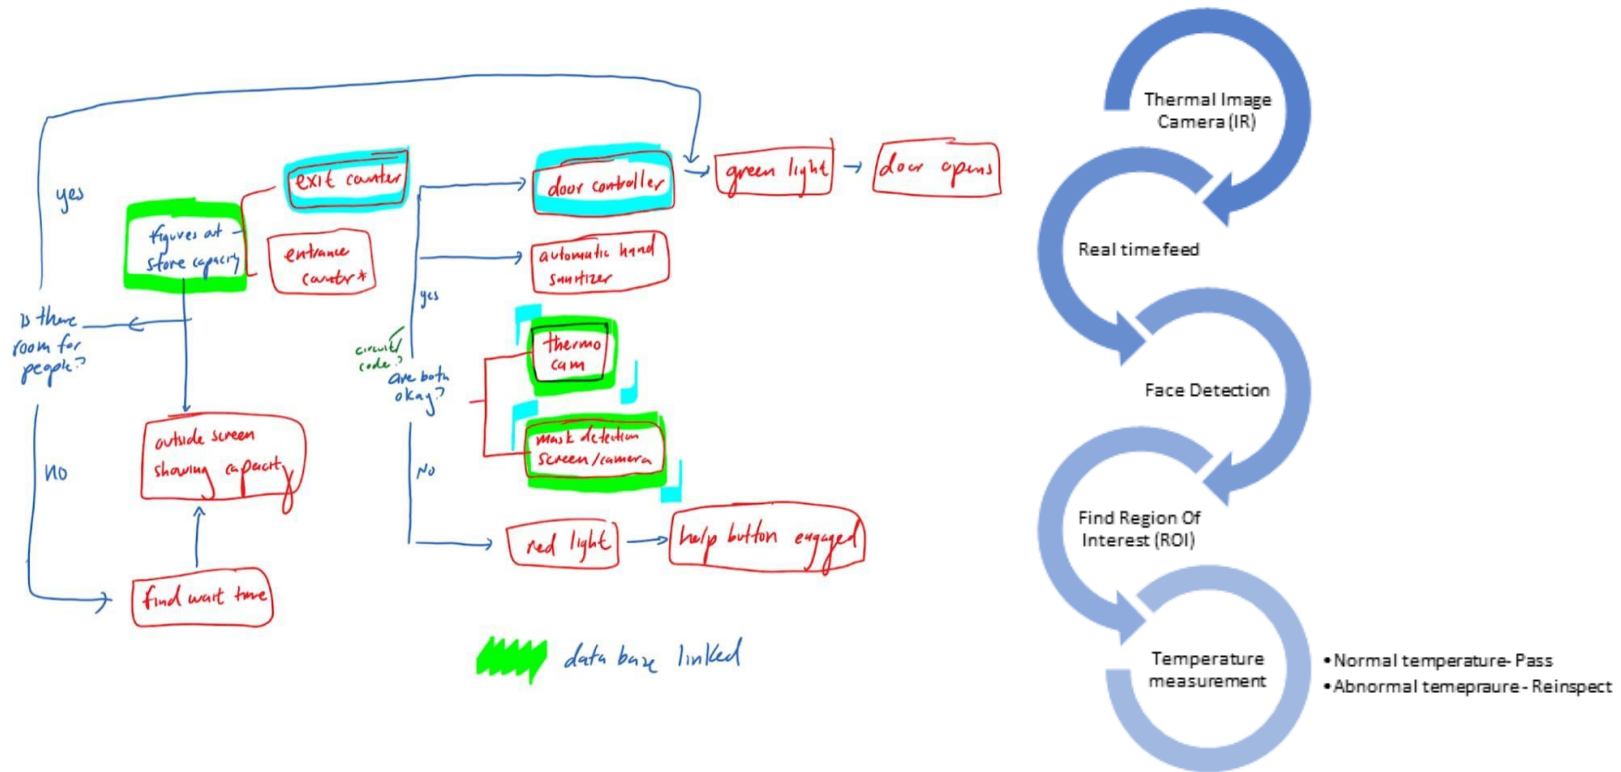 yes
figures at
store capacity
exit counter
entrance
counter*
is there
room for
people?
no
outside screen
showing capacity
find wait time
door controller
green light
door opens
automatic hand
sanitizer
yes
circuit/
code?
are both
okay?
thermo
cam
mask detection
screen/camera
No
red light
help button engaged
data base linked
Thermal Image
Camera (IR)
Real time feed
Face Detection
Find Region Of
Interest (ROI)
Temperature
measurement
•Normal temperature- Pass
•Abnormal temepraure - Reinspect